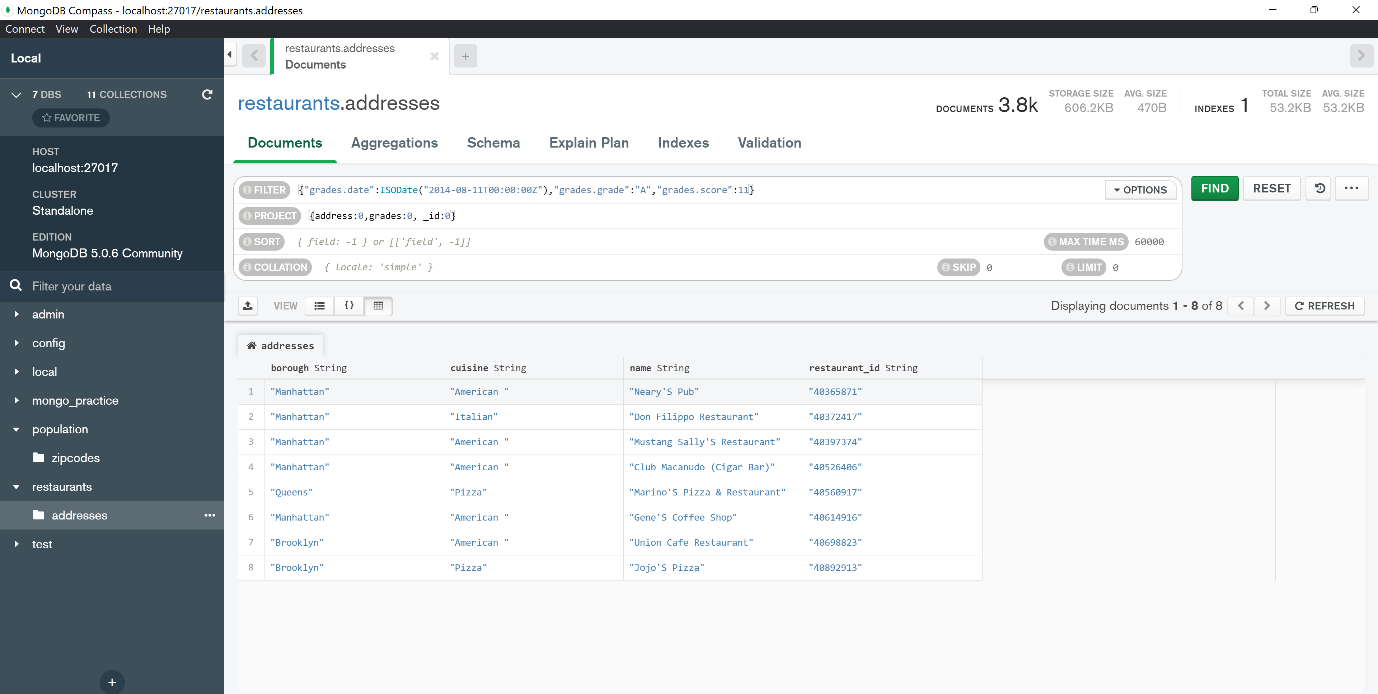 MongoDB Compass - localhost:27017/restaurants.addresses
Connect View Collection Help
Local
7 DBS 11 COLLECTIONS
FAVORITE
HOST
localhost:27017
CLUSTER
Standalone
EDITION
MongoDB 5.0.6 Community
Filter your data
admin
config
local
mongo_practice
population
zipcodes
restaurants
addresses
test
restaurants.addresses
Documents
restaurants.addresses
DOCUMENTS 3.8k STORAGE SIZE 606.2KB AVG. SIZE 470B INDEXES 1 TOTAL SIZE 53.2KB AVG. SIZE 53.2KB
Documents Aggregations Schema Explain Plan Indexes Validation
FILTER {"grades.date":ISODate("2014-08-11T00:00:00Z"),"grades.grade":"A","grades.score":11} OPTIONS FIND RESET
PROJECT {address:0,grades:0, _id:0}
SORT { field: -1 } or [['field', -1]] MAX TIME MS 60000
COLLATION { locale: 'simple' } SKIP 0 LIMIT 0
VIEW {} Displaying documents 1 - 8 of 8 REFRESH
addresses
borough String cuisine String name String restaurant_id String
1 "Manhattan" "American " "Neary'S Pub" "40365871"
2 "Manhattan" "Italian" "Don Filippo Restaurant" "40372417"
3 "Manhattan" "American " "Mustang Sally'S Restaurant" "40397374"
4 "Manhattan" "American " "Club Macanudo (Cigar Bar)" "40526406"
5 "Queens" "Pizza" "Marino'S Pizza & Restaurant" "40560917"
6 "Manhattan" "American " "Gene'S Coffee Shop" "40614916"
7 "Brooklyn" "American " "Union Cafe Restaurant" "40698823"
8 "Brooklyn" "Pizza" "Jojo'S Pizza" "40892913"